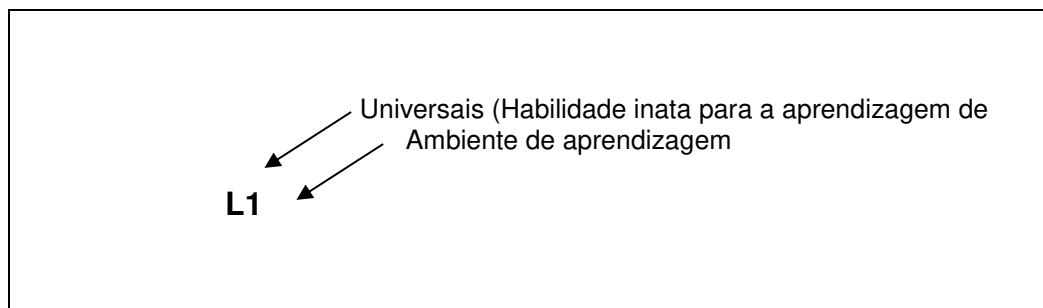 Universais (Habilidade inata para a aprendizagem de
Ambiente de aprendizagem
L1